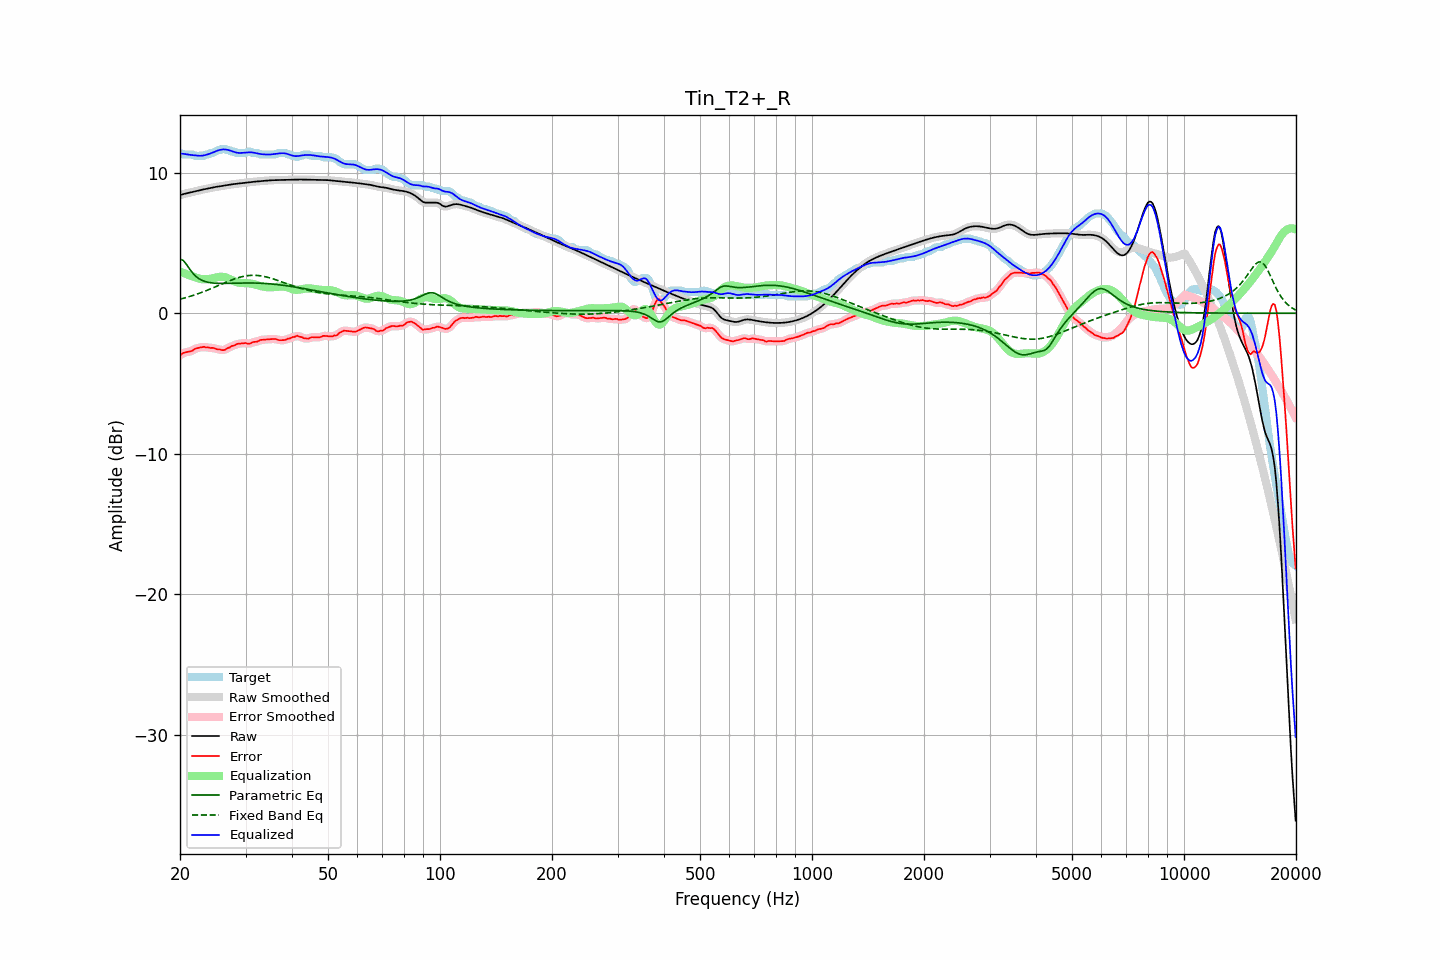 Tin_T2+_R
Amplitude (dBr)
10
0
−10
−20
−30
Target
Raw Smoothed
Error Smoothed
Raw
Error
Equalization
Parametric Eq
Fixed Band Eq
Equalized
20 50 100 200 500 1000 2000 5000 10000 20000
Frequency (Hz)